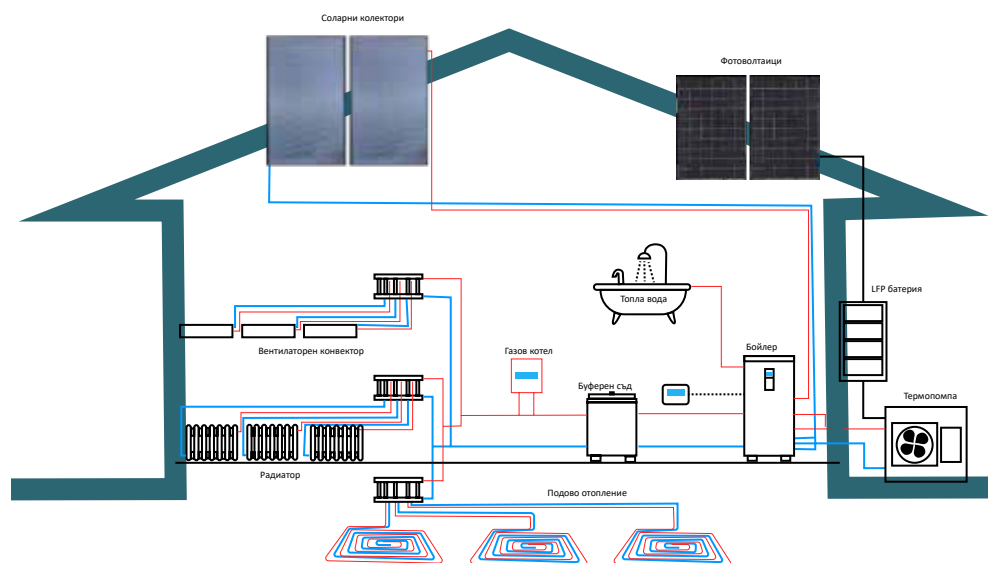 Соларни колектори
Фотоволтаици
LFP батерия
Топла вода
Вентилаторен конвектор
Газов котел
Бойлер
Буферен съд
Термопомпа
Радиатор
Подово отопление